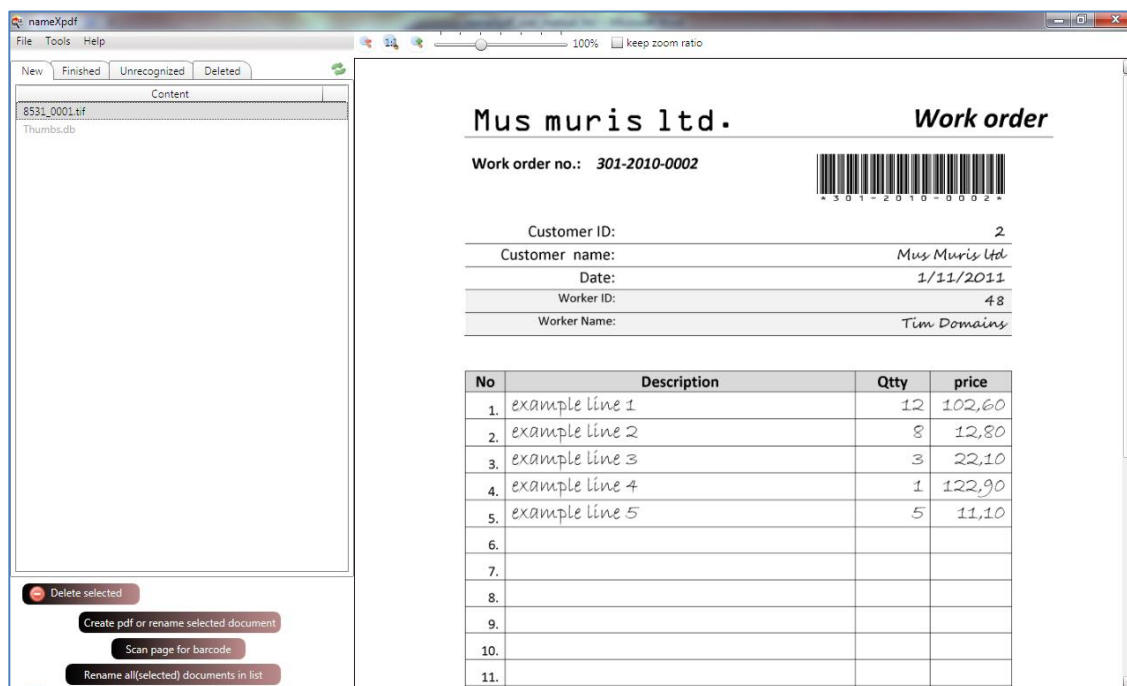 nameXpdf
File Tools Help
1:1 100% keep zoom ratio
New Finished Unrecognized Deleted
Content
8531_0001.tif
Thumbs.db
Delete selected
Create pdf or rename selected document
Scan page for barcode
Rename all(selected) documents in list
Mus muris ltd. Work order
Work order no.: 301-2010-0002
*301-2010-0002*
Customer ID: 2
Customer name: Mus Muris ltd
Date: 1/11/2011
Worker ID: 48
Worker Name: Tim Domains
No Description Qtty price
1. example line 1 12 102,60
2. example line 2 8 12,80
3. example line 3 3 22,10
4. example line 4 1 122,90
5. example line 5 5 11,10
6.
7.
8.
9.
10.
11.